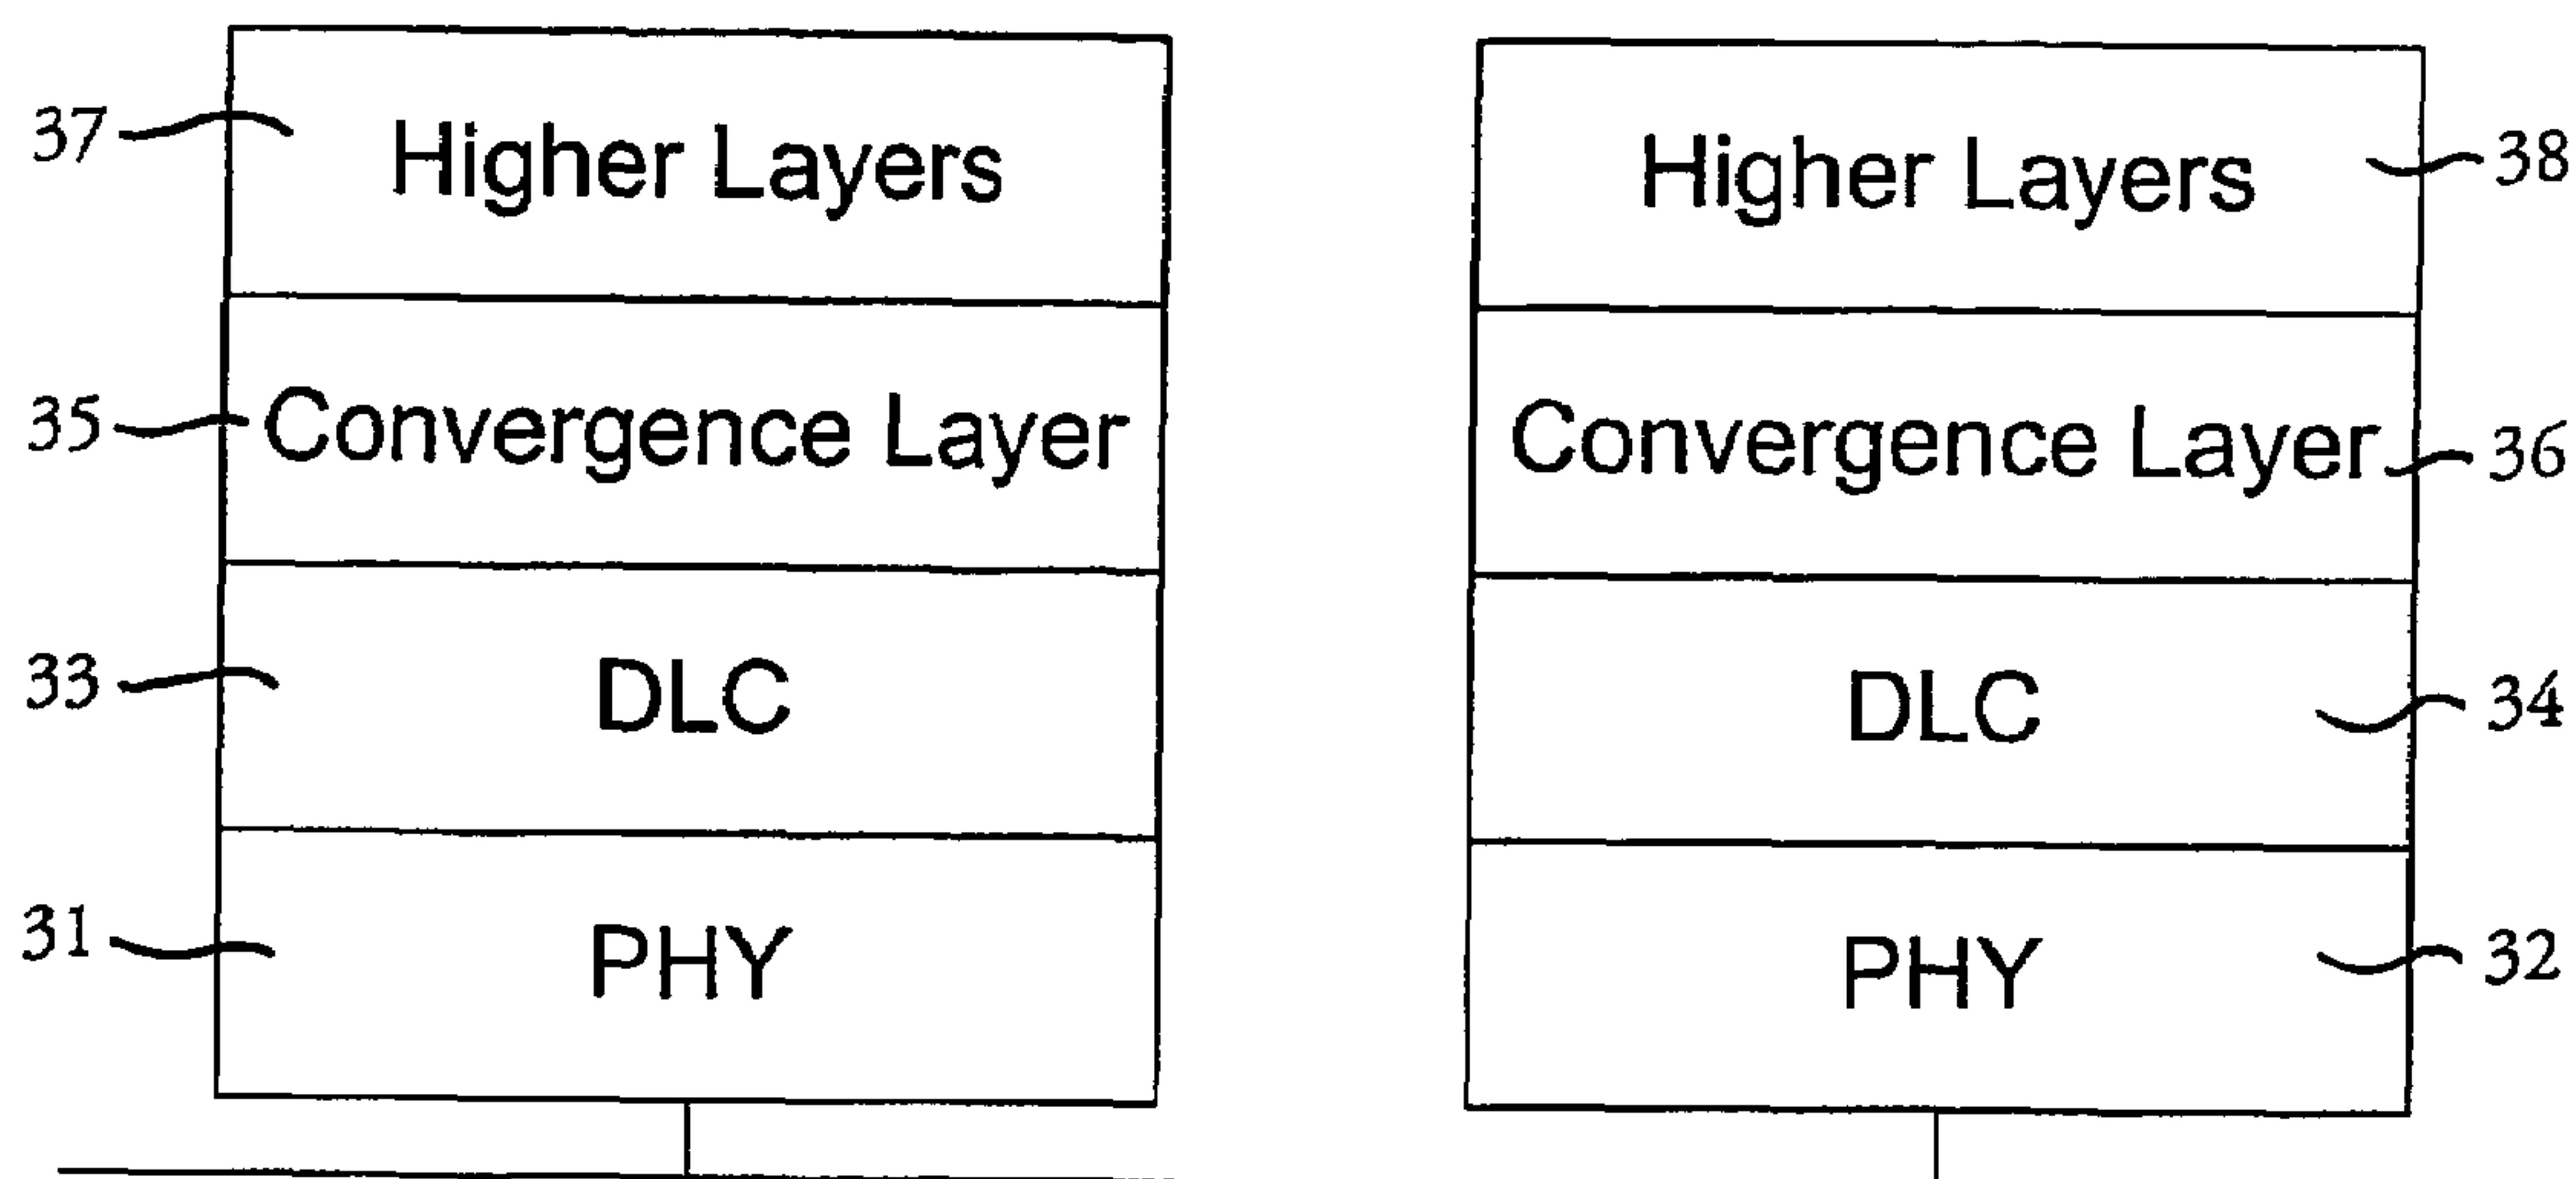 37 Higher Layers Higher Layers 38
35 Convergence Layer Convergence Layer 36
33 DLC DLC 34
31 PHY PHY 32